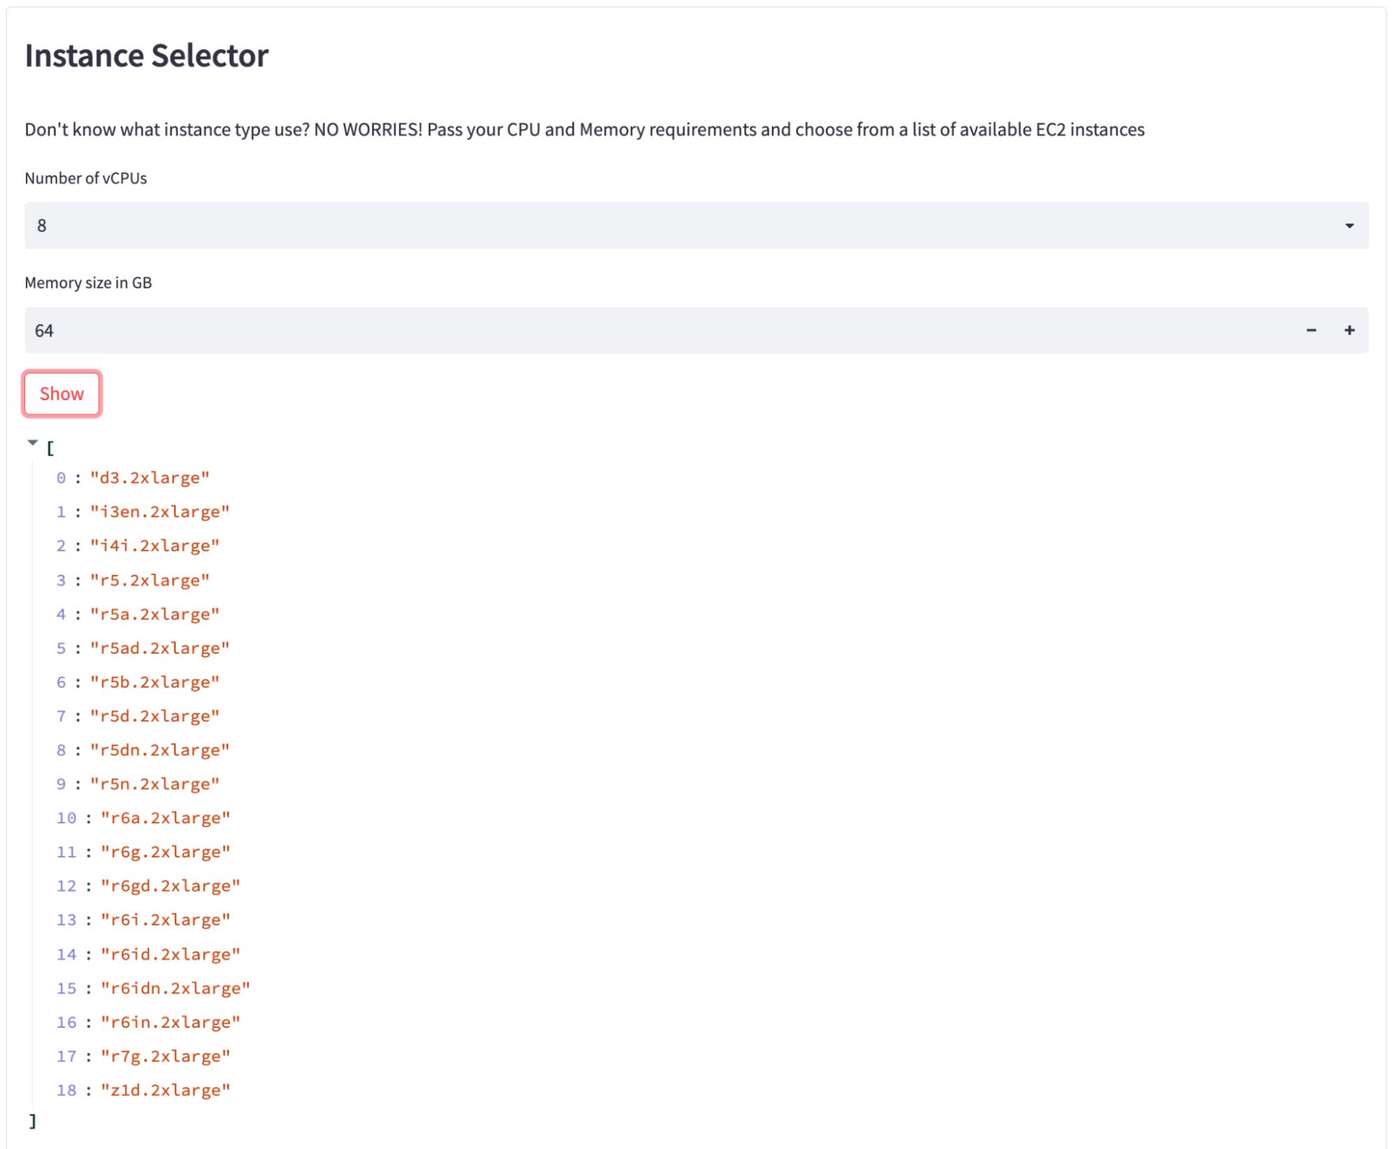 Instance Selector
Don't know what instance type use? NO WORRIES! Pass your CPU and Memory requirements and choose from a list of available EC2 instances
Number of vCPUs
8
Memory size in GB
64 − +
Show
[
0 : "d3.2xlarge"
1 : "i3en.2xlarge"
2 : "i4i.2xlarge"
3 : "r5.2xlarge"
4 : "r5a.2xlarge"
5 : "r5ad.2xlarge"
6 : "r5b.2xlarge"
7 : "r5d.2xlarge"
8 : "r5dn.2xlarge"
9 : "r5n.2xlarge"
10 : "r6a.2xlarge"
11 : "r6g.2xlarge"
12 : "r6gd.2xlarge"
13 : "r6i.2xlarge"
14 : "r6id.2xlarge"
15 : "r6idn.2xlarge"
16 : "r6in.2xlarge"
17 : "r7g.2xlarge"
18 : "z1d.2xlarge"
]